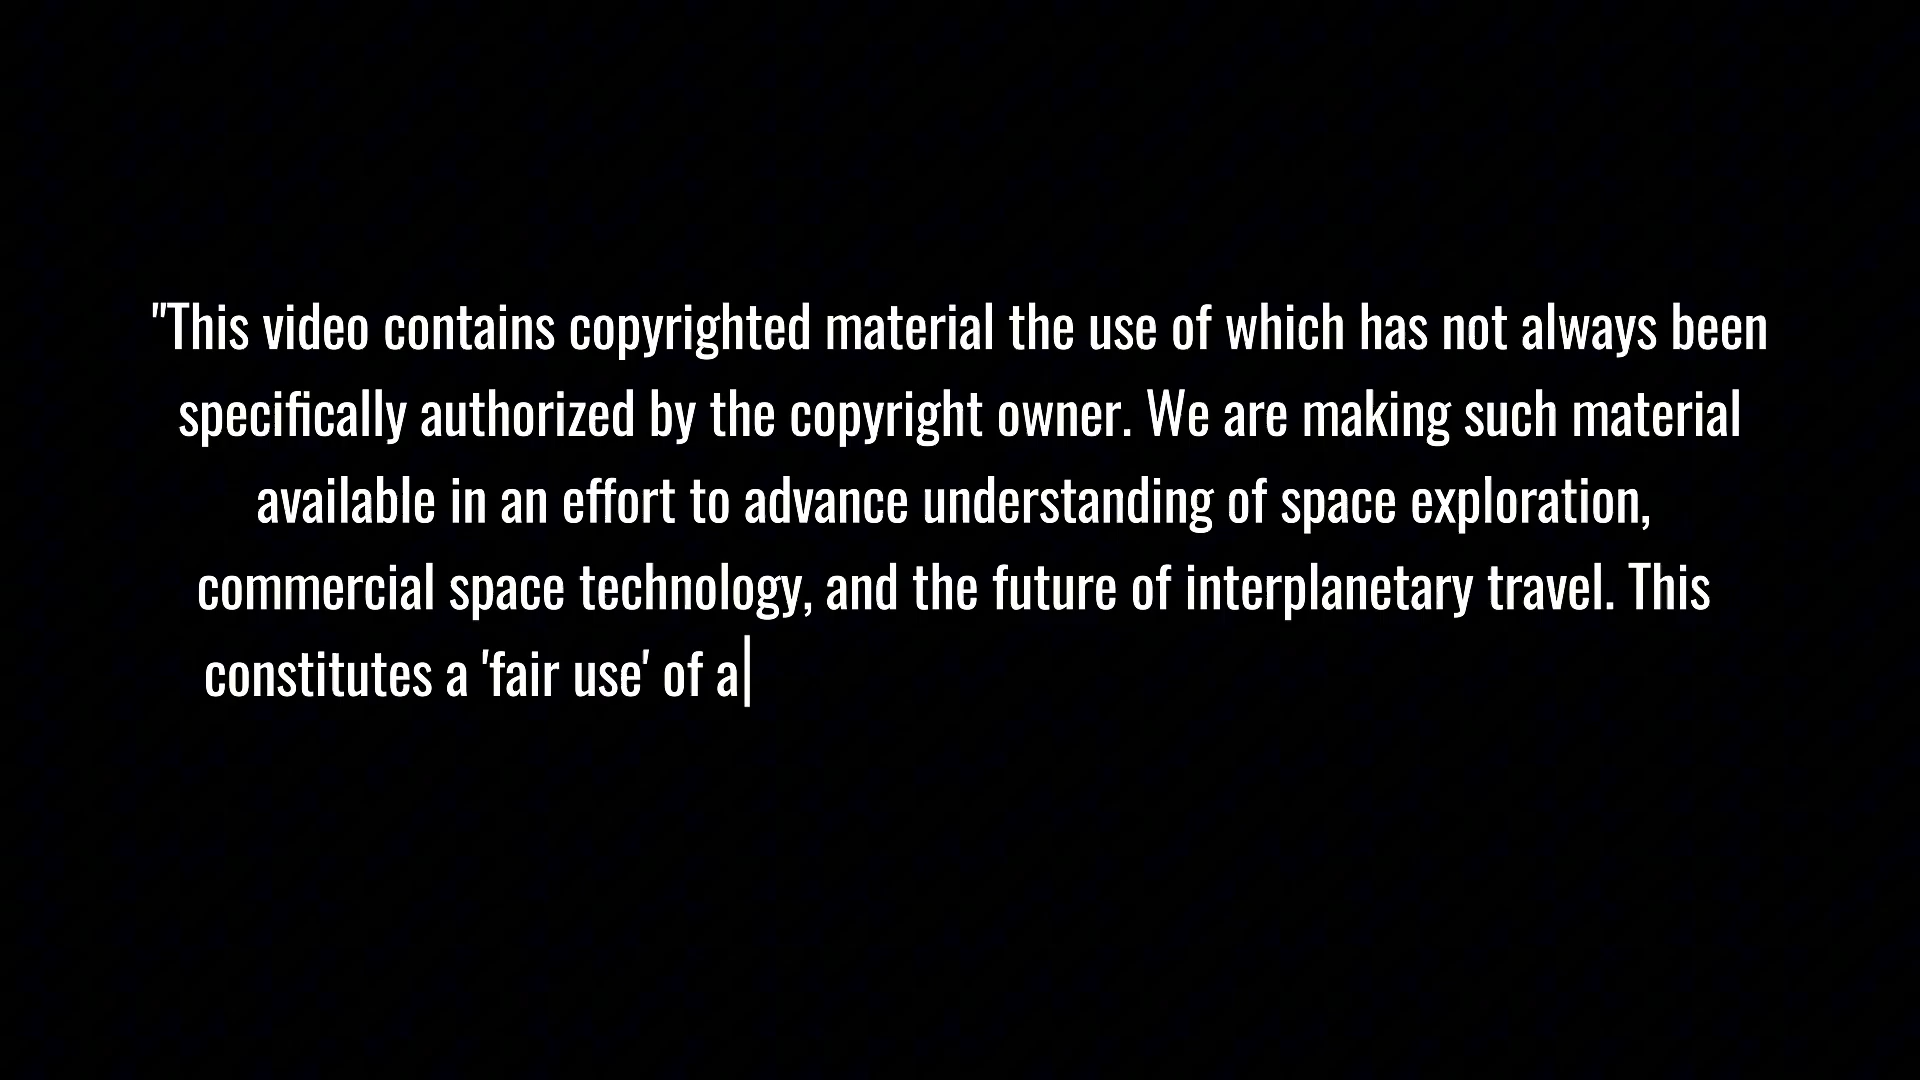 "This video contains copyrighted material the use of which has not always been
specifically authorized by the copyright owner. We are making such material
available in an effort to advance understanding of space exploration,
commercial space technology, and the future of interplanetary travel. This
constitutes a 'fair use' of a